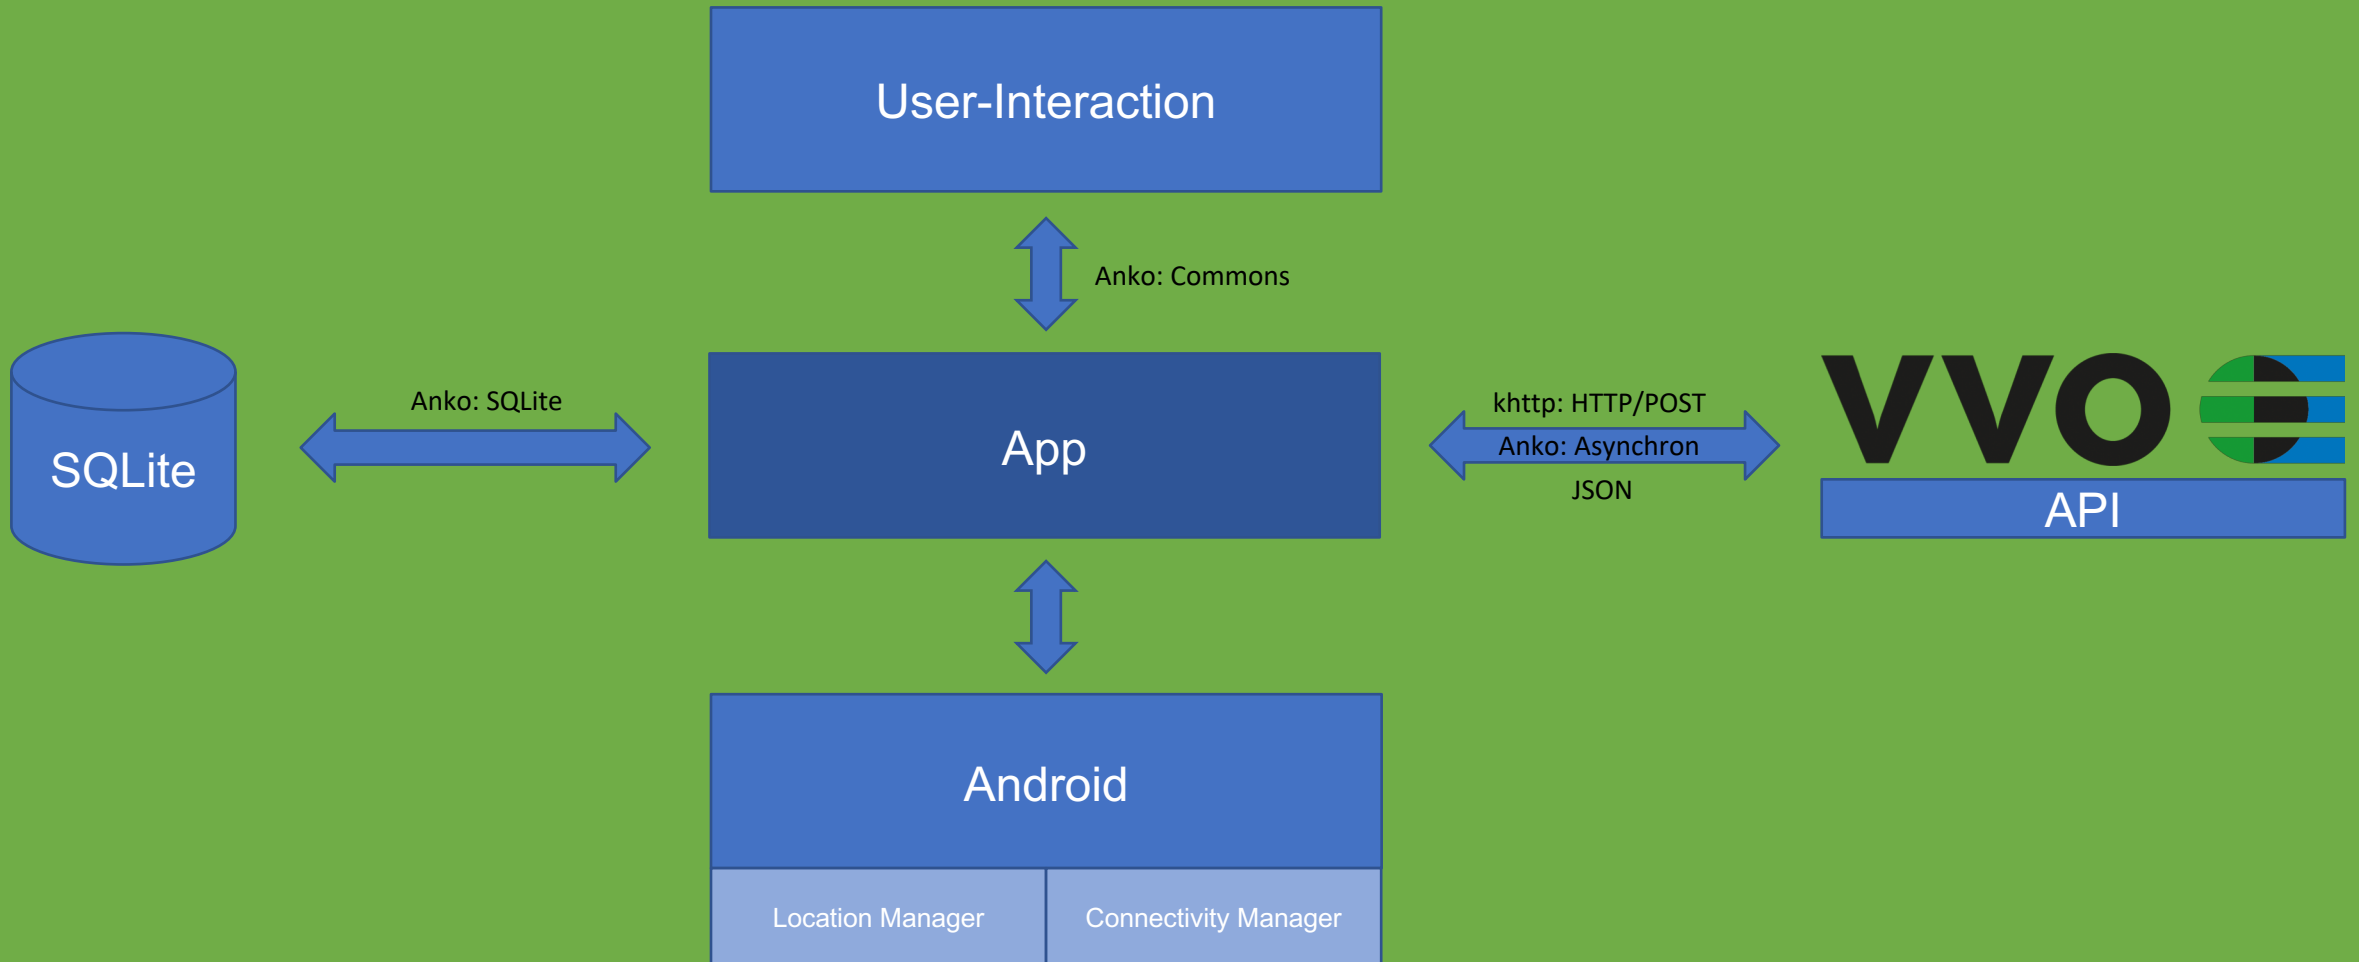 User-Interaction
Anko: Commons
SQLite
Anko: SQLite
App
khttp: HTTP/POST
Anko: Asynchron
JSON
VVO
API
Android
Location Manager
Connectivity Manager